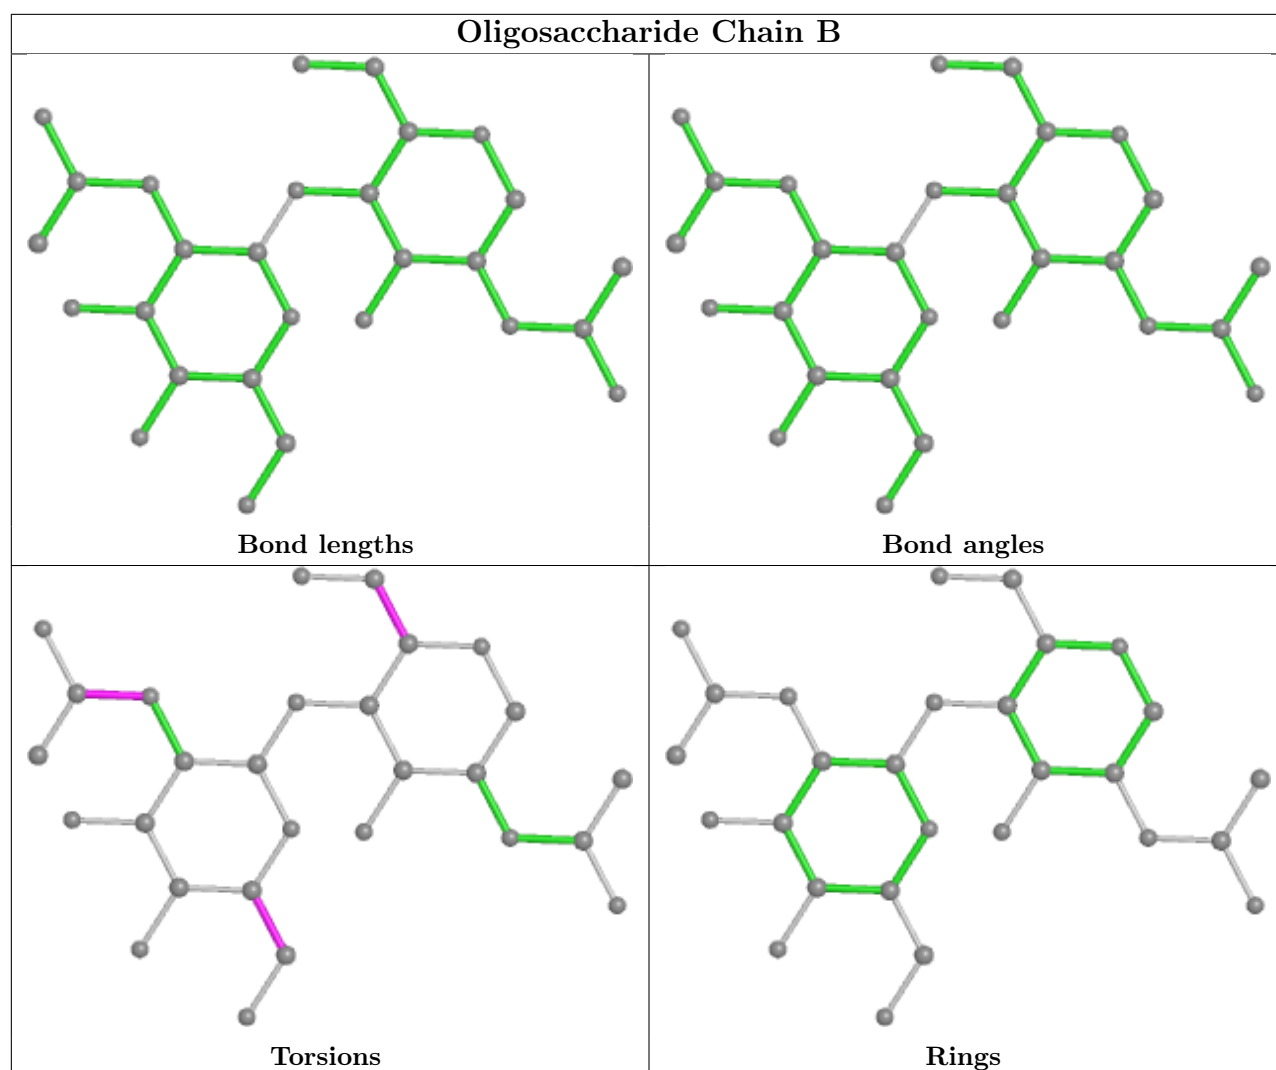 Oligosaccharide Chain B
Bond lengths
Bond angles
Torsions
Rings